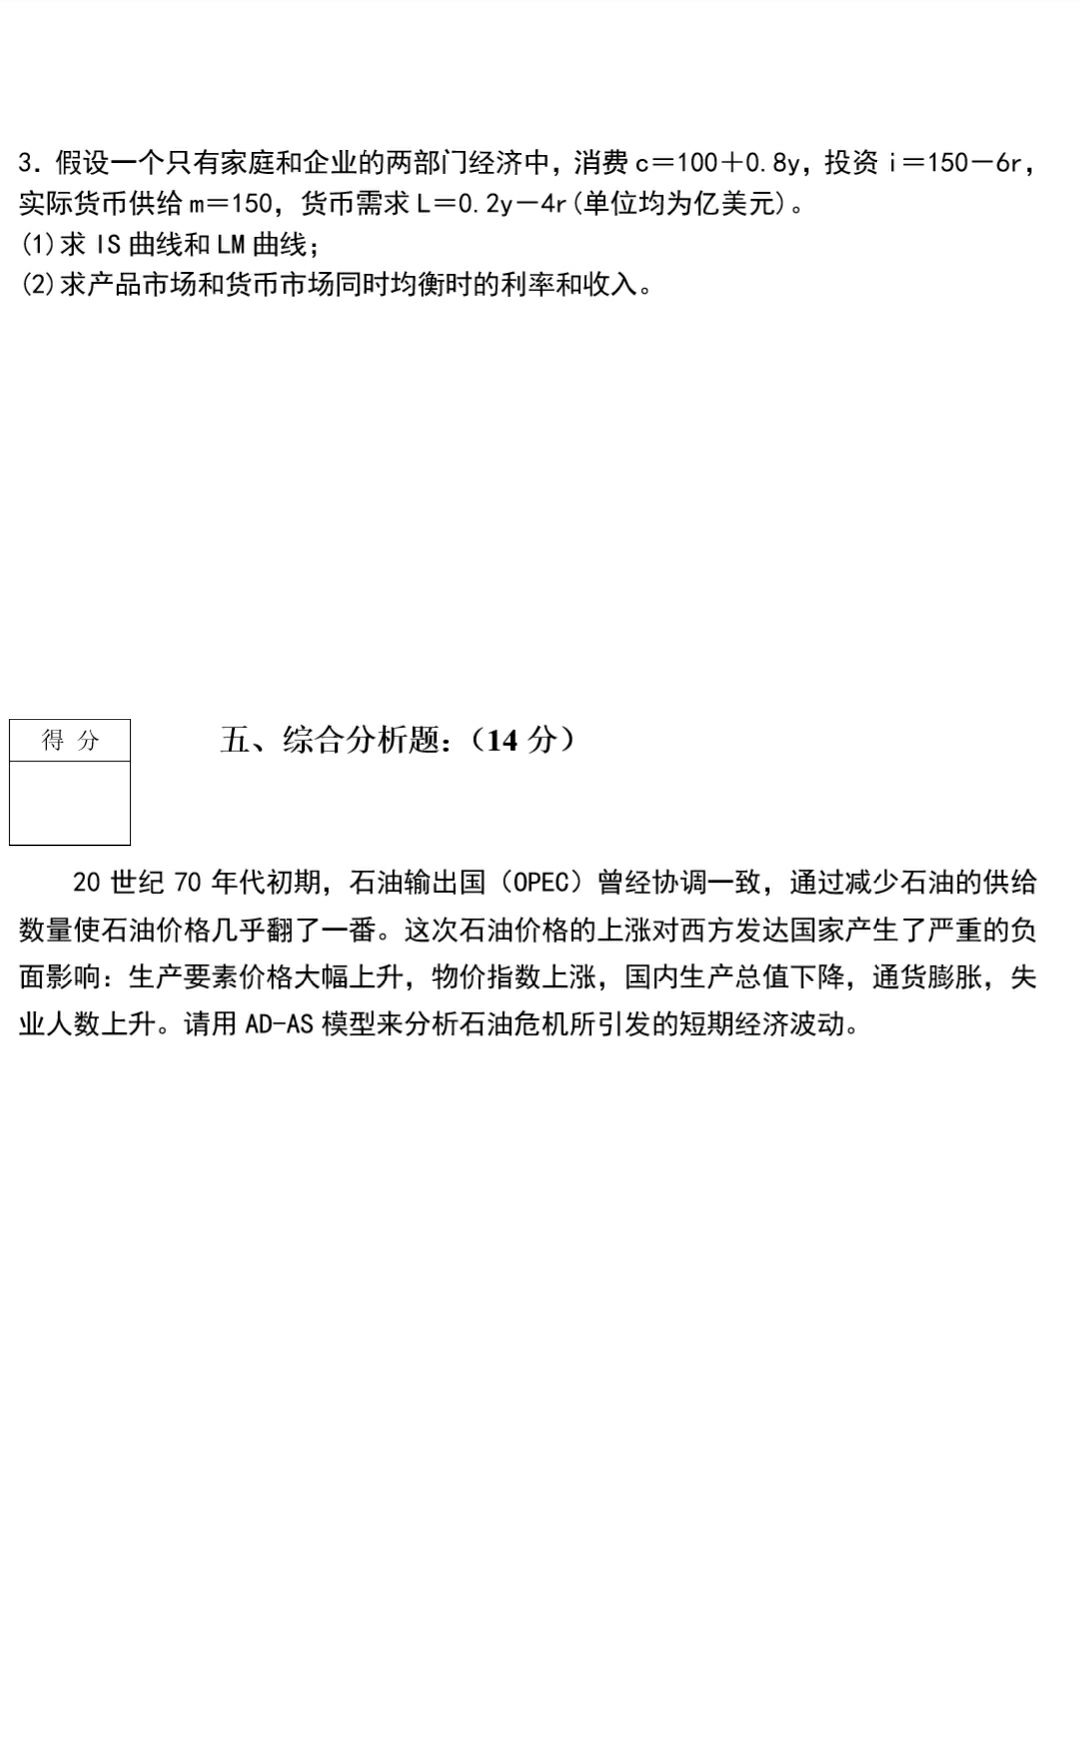 3. 假设一个只有家庭和企业的两部门经济中，消费 c＝100＋0.8y，投资 i＝150－6r，
实际货币供给 m＝150，货币需求 L＝0.2y－4r(单位均为亿美元)。
(1)求 IS 曲线和 LM 曲线；
(2)求产品市场和货币市场同时均衡时的利率和收入。
得 分
五、综合分析题：（14 分）
20 世纪 70 年代初期，石油输出国（OPEC）曾经协调一致，通过减少石油的供给
数量使石油价格几乎翻了一番。这次石油价格的上涨对西方发达国家产生了严重的负
面影响：生产要素价格大幅上升，物价指数上涨，国内生产总值下降，通货膨胀，失
业人数上升。请用 AD-AS 模型来分析石油危机所引发的短期经济波动。